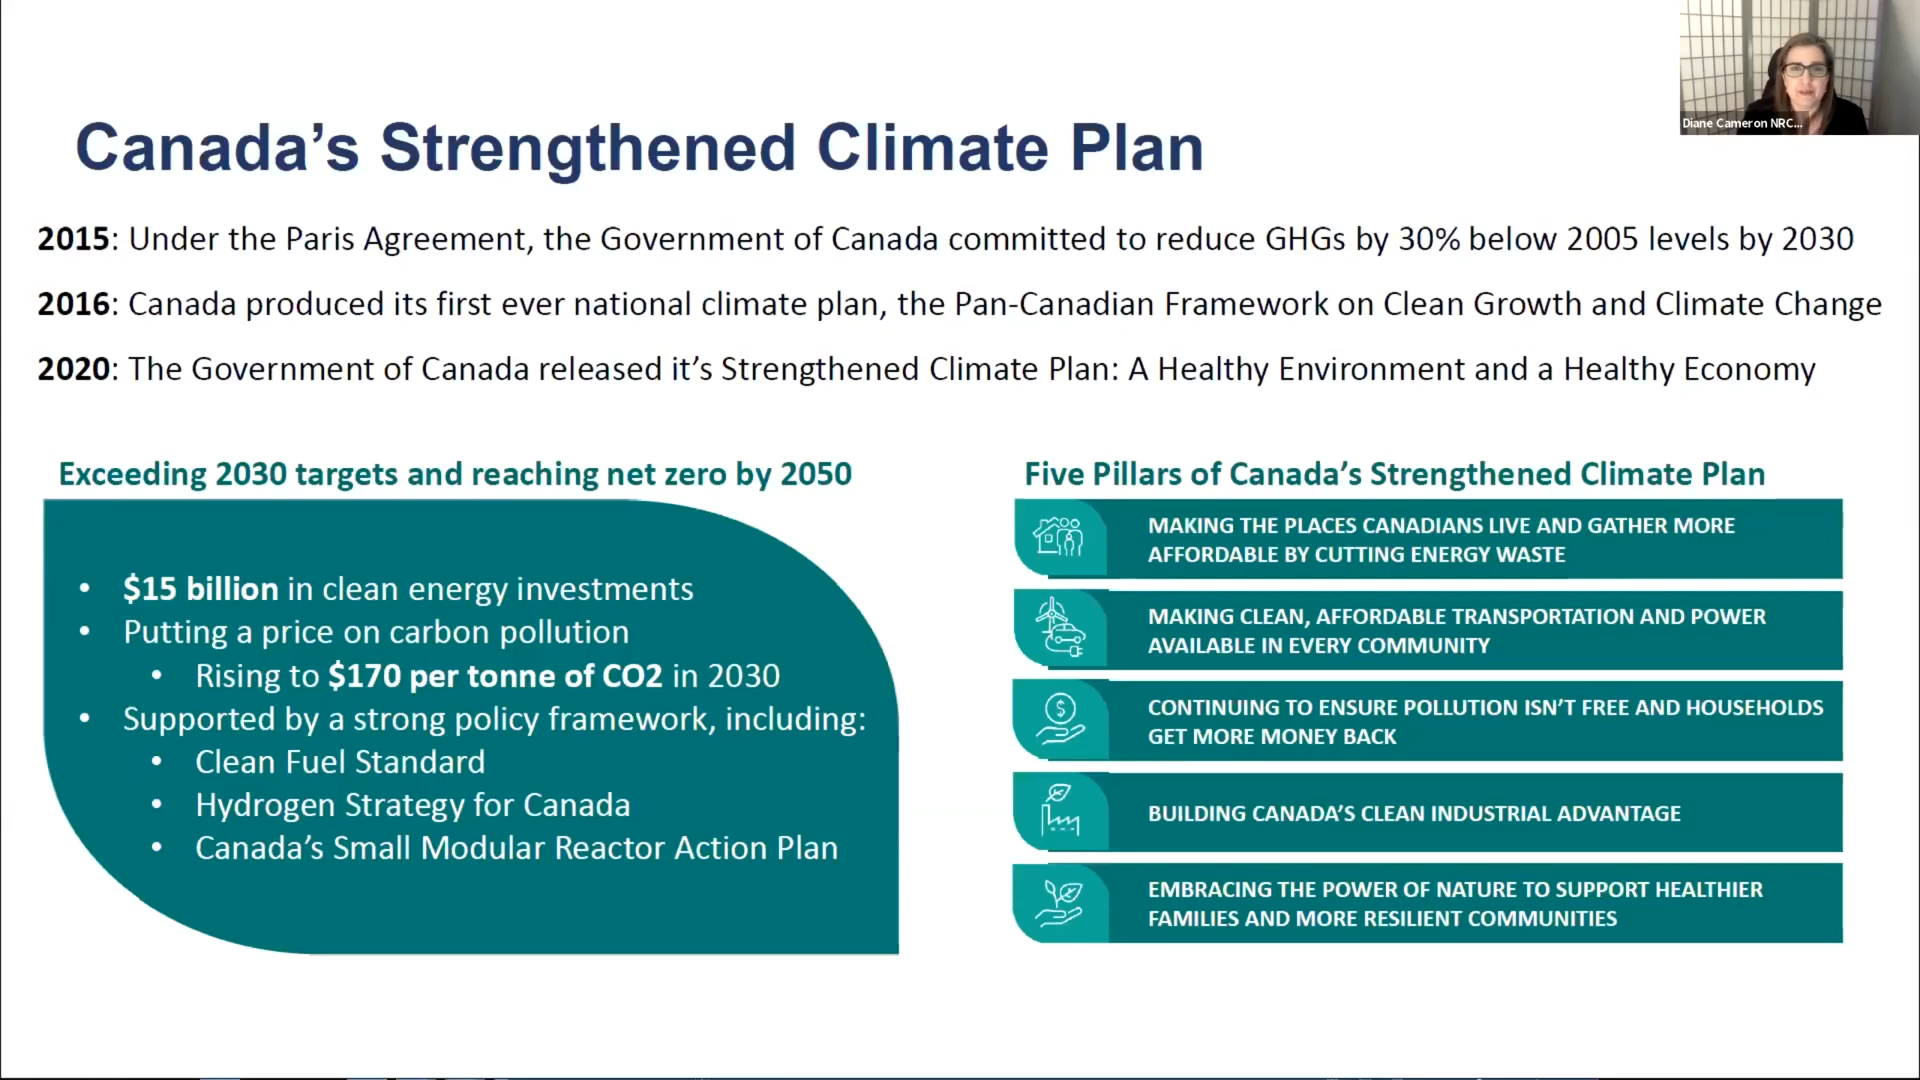 Diane Cameron NRC...
Canada’s Strengthened Climate Plan
2015: Under the Paris Agreement, the Government of Canada committed to reduce GHGs by 30% below 2005 levels by 2030
2016: Canada produced its first ever national climate plan, the Pan-Canadian Framework on Clean Growth and Climate Change
2020: The Government of Canada released it’s Strengthened Climate Plan: A Healthy Environment and a Healthy Economy
Exceeding 2030 targets and reaching net zero by 2050
• $15 billion in clean energy investments
• Putting a price on carbon pollution
• Rising to $170 per tonne of CO2 in 2030
• Supported by a strong policy framework, including:
• Clean Fuel Standard
• Hydrogen Strategy for Canada
• Canada’s Small Modular Reactor Action Plan
Five Pillars of Canada’s Strengthened Climate Plan
MAKING THE PLACES CANADIANS LIVE AND GATHER MORE
AFFORDABLE BY CUTTING ENERGY WASTE
MAKING CLEAN, AFFORDABLE TRANSPORTATION AND POWER
AVAILABLE IN EVERY COMMUNITY
$
CONTINUING TO ENSURE POLLUTION ISN’T FREE AND HOUSEHOLDS
GET MORE MONEY BACK
BUILDING CANADA’S CLEAN INDUSTRIAL ADVANTAGE
EMBRACING THE POWER OF NATURE TO SUPPORT HEALTHIER
FAMILIES AND MORE RESILIENT COMMUNITIES